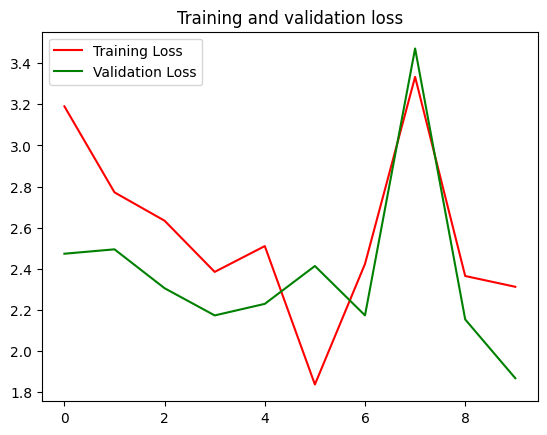 Training and validation loss
Training Loss
Validation Loss
3.4
3.2
3.0
2.8
2.6
2.4
2.2
2.0
1.8
0 2 4 6 8